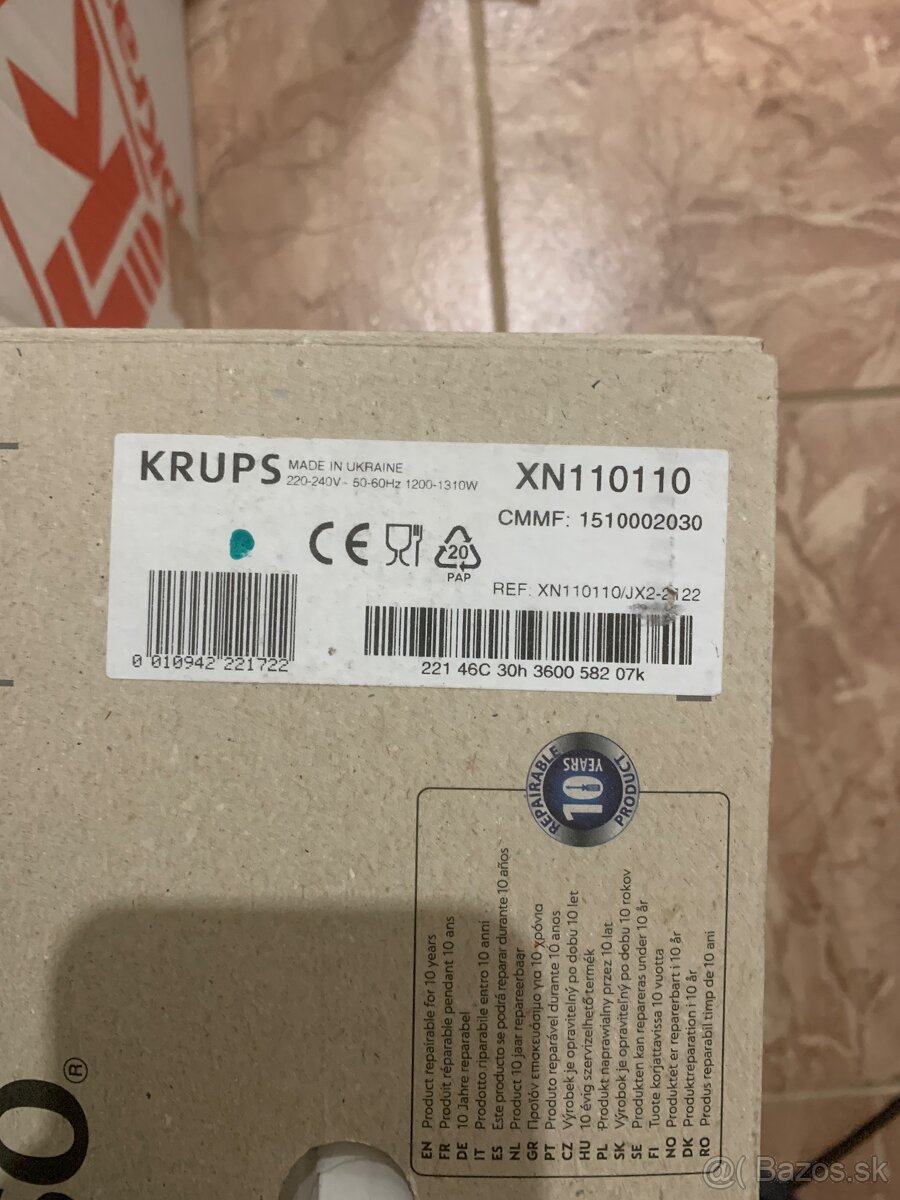 KRUPS
MADE IN UKRAINE
220-240V ~ 50-60Hz 1200-1310W
XN110110
CMMF: 1510002030
CE
20
PAP
REF: XN110110/JX2-2122
0 010942 221722
221 46C 30h 3600 582 07k
REPAIRABLE
10
YEARS
PRODUCT
EN Product repairable for 10 years
FR Produit réparable pendant 10 ans
DE 10 Jahre reparabel
IT Prodotto riparabile entro 10 anni
ES Este producto se podrá reparar durante 10 años
NL Product 10 jaar repareerbaar
GR Προϊόν επισκευάσιμο για 10 χρόνια
PT Produto reparável durante 10 anos
CZ Výrobek je opravitelný po dobu 10 let
HU 10 évig szervizelhető termék
PL Produkt naprawialny przez 10 lat
SK Výrobok je opraviteľný po dobu 10 rokov
SE Produkten kan repareras under 10 år
FI Tuote korjattavissa 10 vuotta
NO Produktet er reparerbart i 10 år
DK Produktreparation i 10 år
RO Produs reparabil timp de 10 ani
so®
@( Bazos.sk